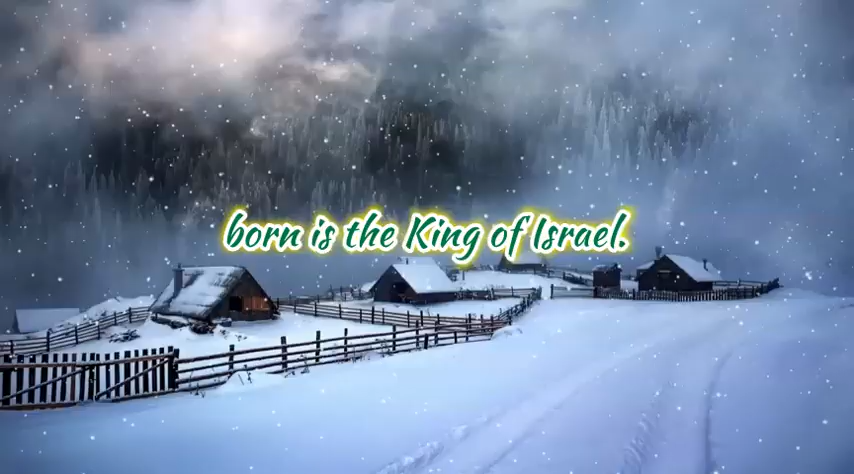 born is the King of Israel.